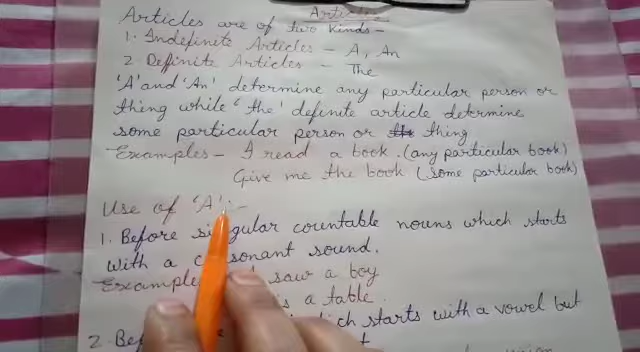 Articles
Articles are of two kinds-
1. Indefinite Articles - A, An
2. Definite Articles - The
'A' and 'An' determine any particular person or
thing while 'the' definite article determine
some particular person or thing
Examples - I read a book. (any particular book)
Give me the book (some particular book)
Use of 'A':-
1. Before singular countable nouns which starts
with a consonant sound.
Example saw a boy
is a table.
2. Bef which starts with a vowel but